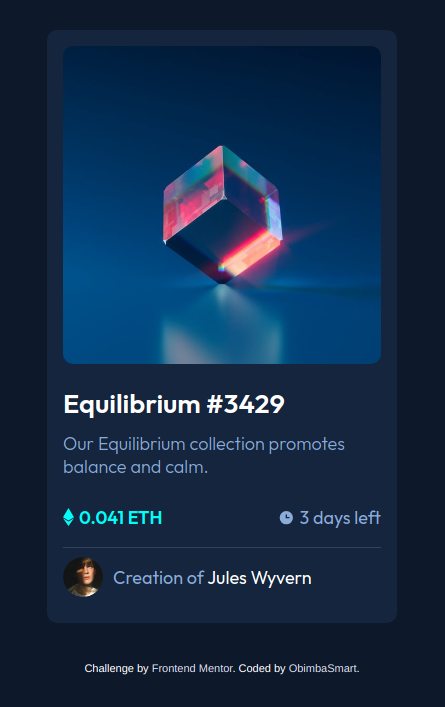 Equilibrium #3429
Our Equilibrium collection promotes
balance and calm.
0.041 ETH
3 days left
Creation of Jules Wyvern
Challenge by Frontend Mentor. Coded by ObimbaSmart.